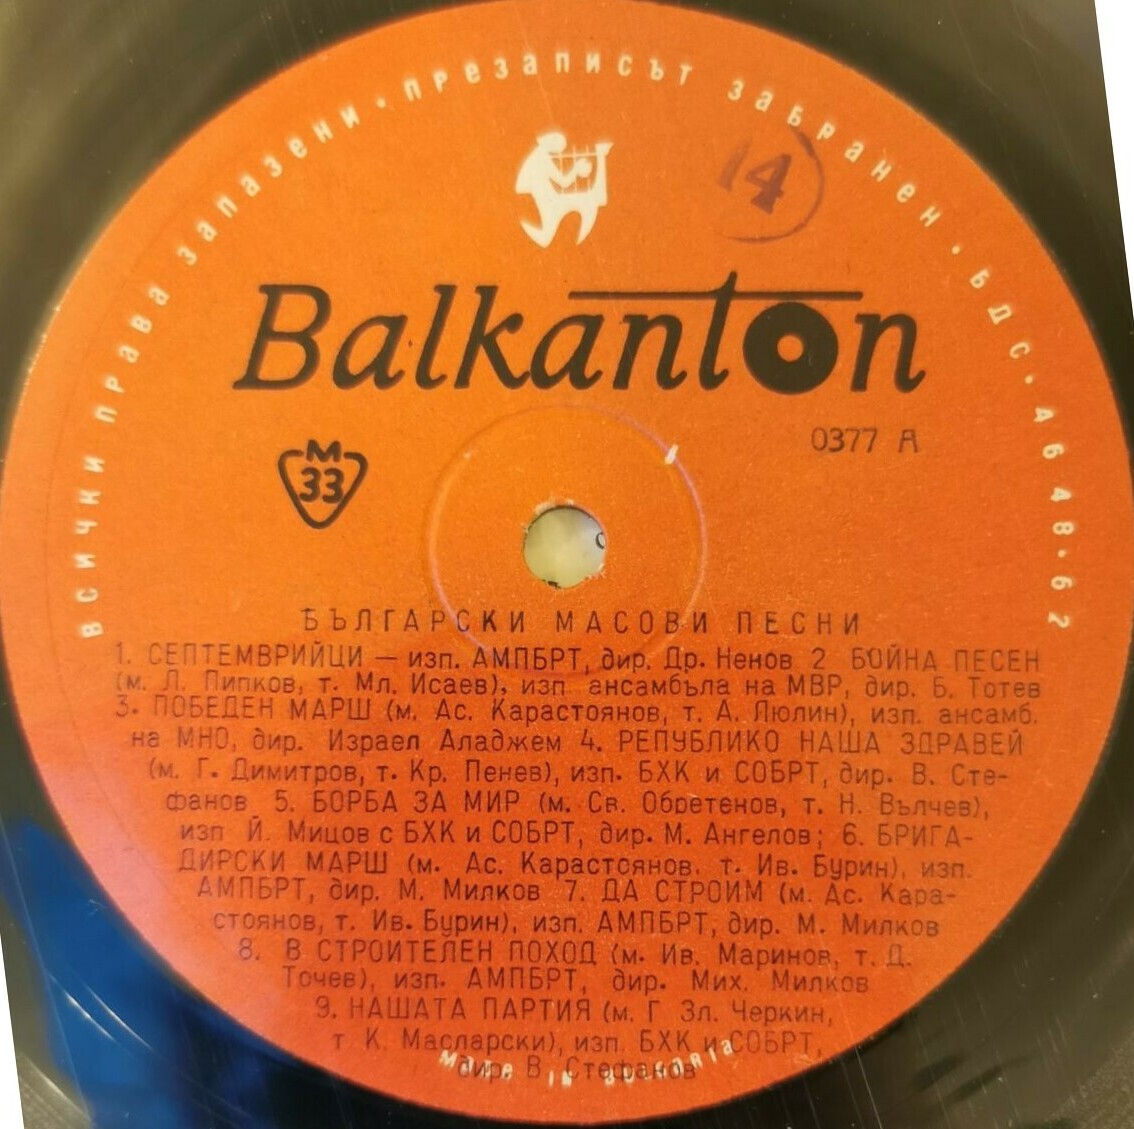 ВСИЧКИ ПРАВА ЗАПАЗЕНИ · ПРЕЗАПИСЪТ ЗАБРАНЕН · БДС · 4648·62
14
Balkanton
0377 А
М
33
БЪЛГАРСКИ МАСОВИ ПЕСНИ
1. СЕПТЕМВРИЙЦИ — изп. АМПБРТ, дир. Др. Ненов 2 БОЙНА ПЕСЕН
(м. Л. Пипков, т. Мл. Исаев), изп ансамбъла на МВР, дир. Б. Тотев
3. ПОБЕДЕН МАРШ (м. Ас. Карастоянов, т. А. Люлин), изп. ансамб.
на МНО, дир. Израел Аладжем 4. РЕПУБЛИКО НАША ЗДРАВЕЙ
(м. Г. Димитров, т. Кр. Пенев), изп. БХК и СОБРТ, дир. В. Сте-
фанов 5. БОРБА ЗА МИР (м. Св. Обретенов, т. Н. Вълчев),
изп Й. Мицов с БХК и СОБРТ, дир. М. Ангелов; 6. БРИГА-
ДИРСКИ МАРШ (м. Ас. Карастоянов, т. Ив. Бурин), изп.
АМПБРТ, дир. М. Милков 7. ДА СТРОИМ (м. Ас. Кара-
стоянов, т. Ив. Бурин), изп. АМПБРТ, дир. М. Милков
8. В СТРОИТЕЛЕН ПОХОД (м. Ив. Маринов, т. Д.
Точев), изп. АМПБРТ, дир. Мих. Милков
9. НАШАТА ПАРТИЯ (м. Г Зл. Черкин,
т К. Масларски), изп. БХК и СОБРТ,
дир. В Стефанов